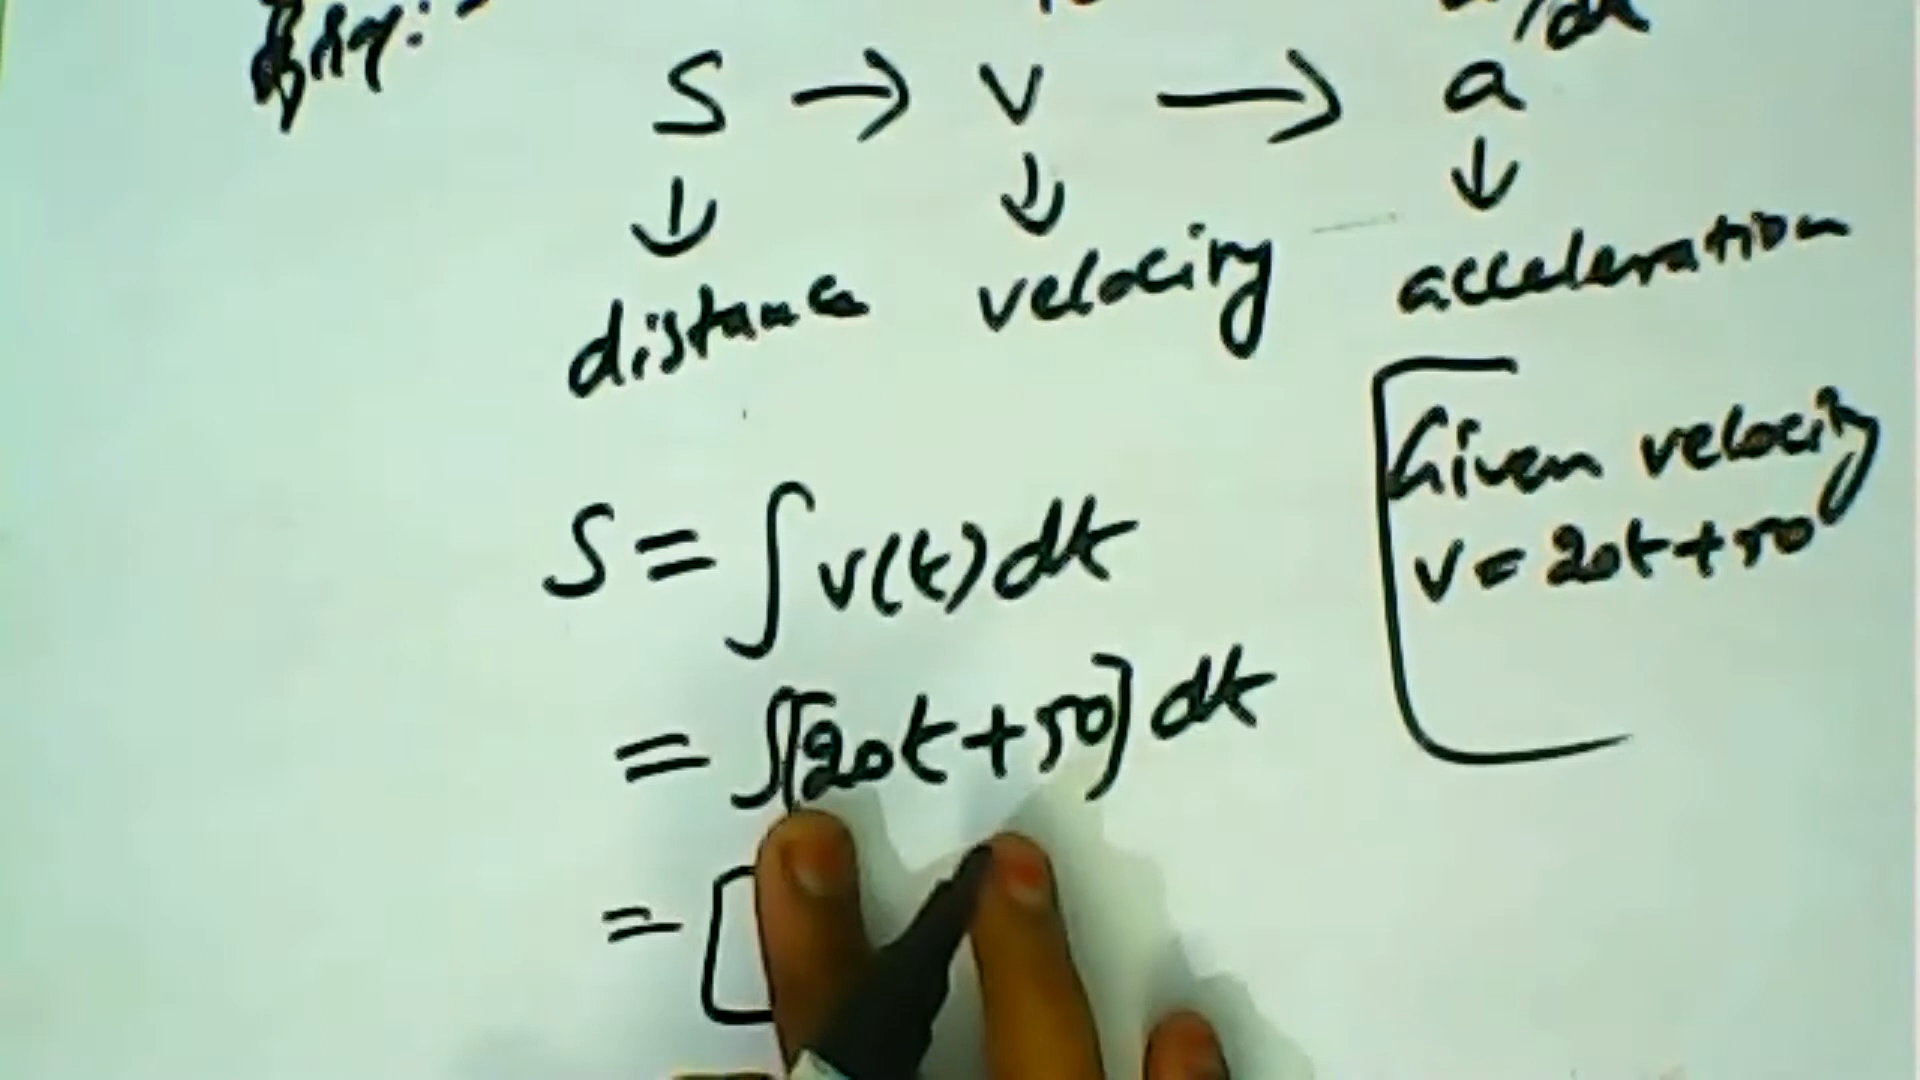 S → v → a
↓ ↓ ↓
distance velocity acceleration
Given velocity
v = 20t + 50
S = ∫ v(t) dt
= ∫ [20t + 50] dt
= [